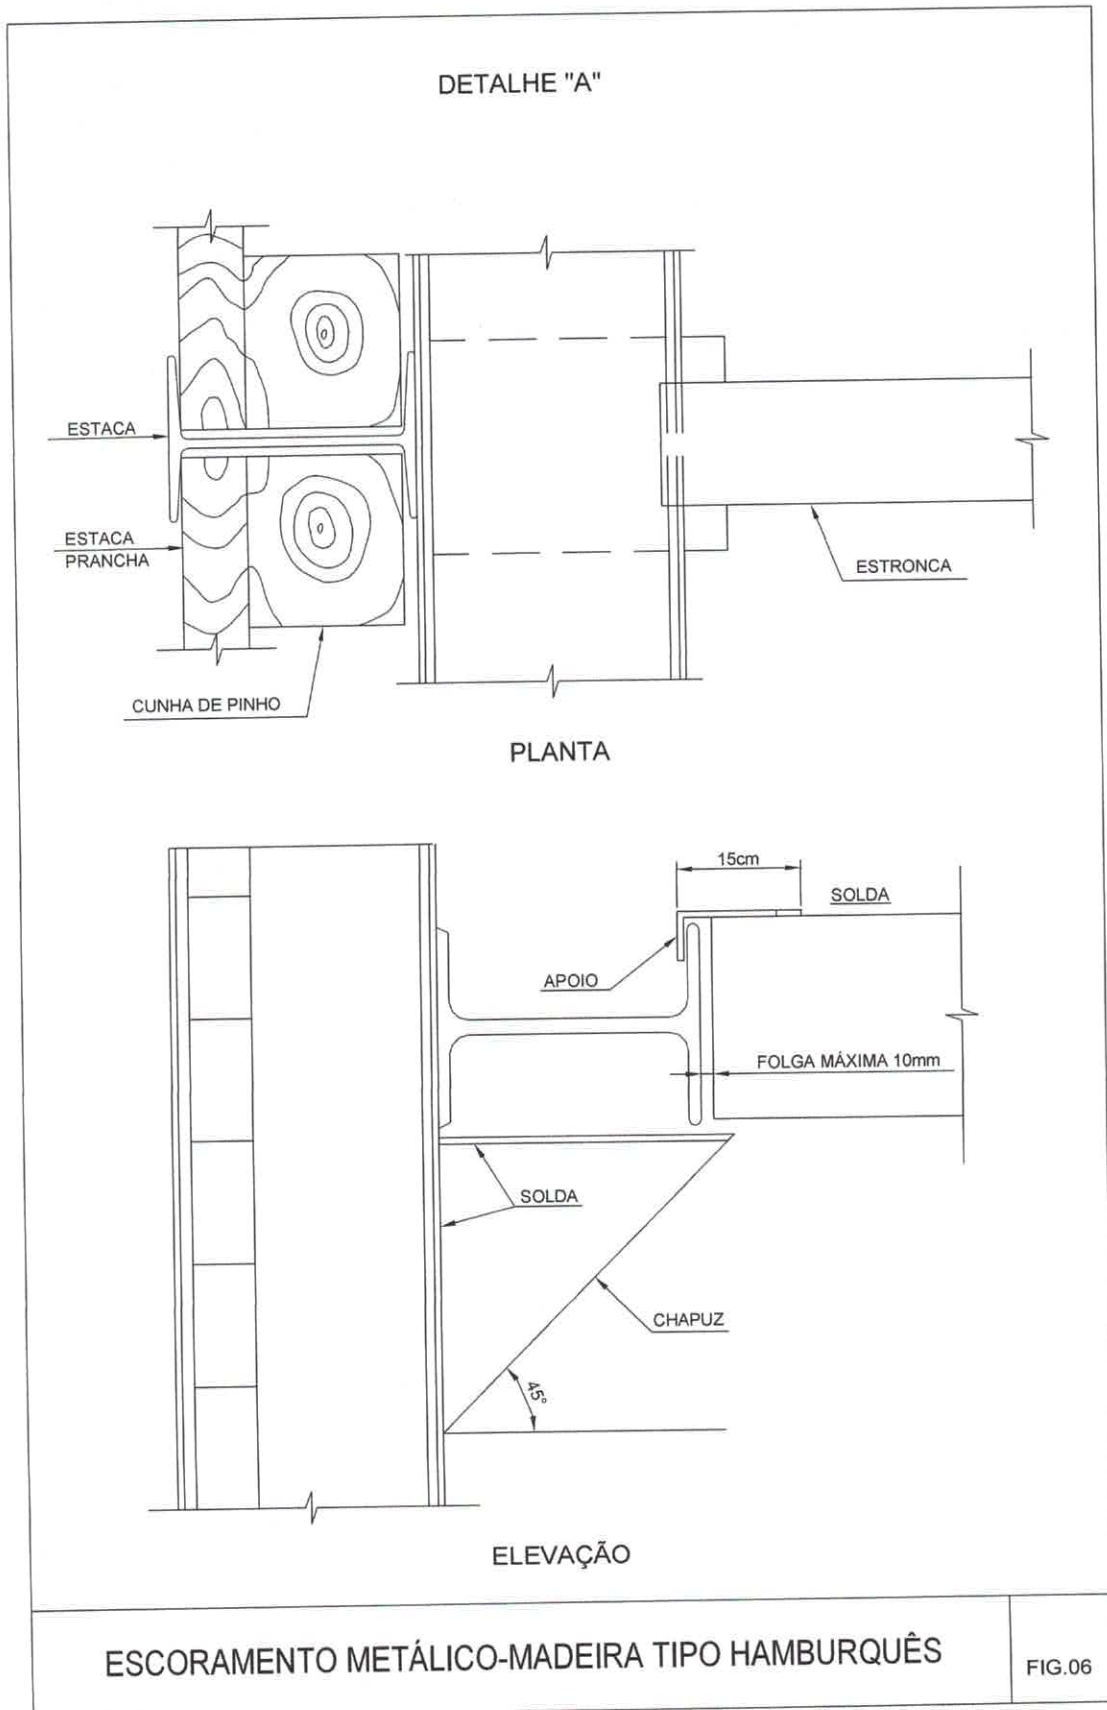 DETALHE "A"
ESTACA
ESTACA
PRANCHA
ESTRONCA
CUNHA DE PINHO
PLANTA
15cm
SOLDA
APOIO
FOLGA MÁXIMA 10mm
SOLDA
CHAPUZ
45°
ELEVAÇÃO
ESCORAMENTO METÁLICO-MADEIRA TIPO HAMBURQUÊS
FIG.06